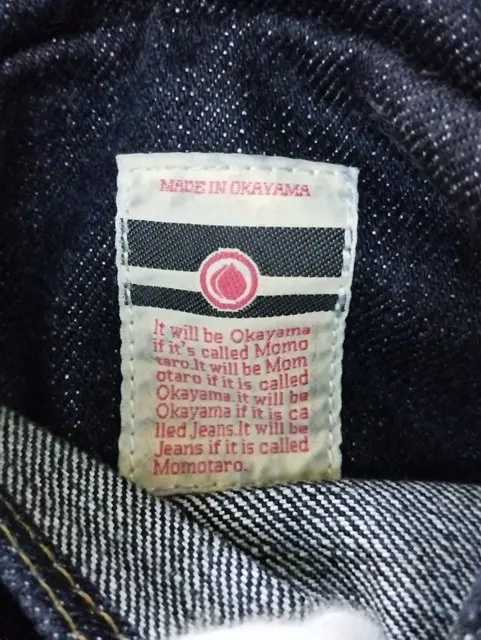 MADE IN OKAYAMA
It will be Okayama
if it's called Momo
taro.It will be Mom
otaro if it is called
Okayama.it will be
Okayama if it is ca
lled Jeans.It will be
Jeans if it is called
Momotaro.